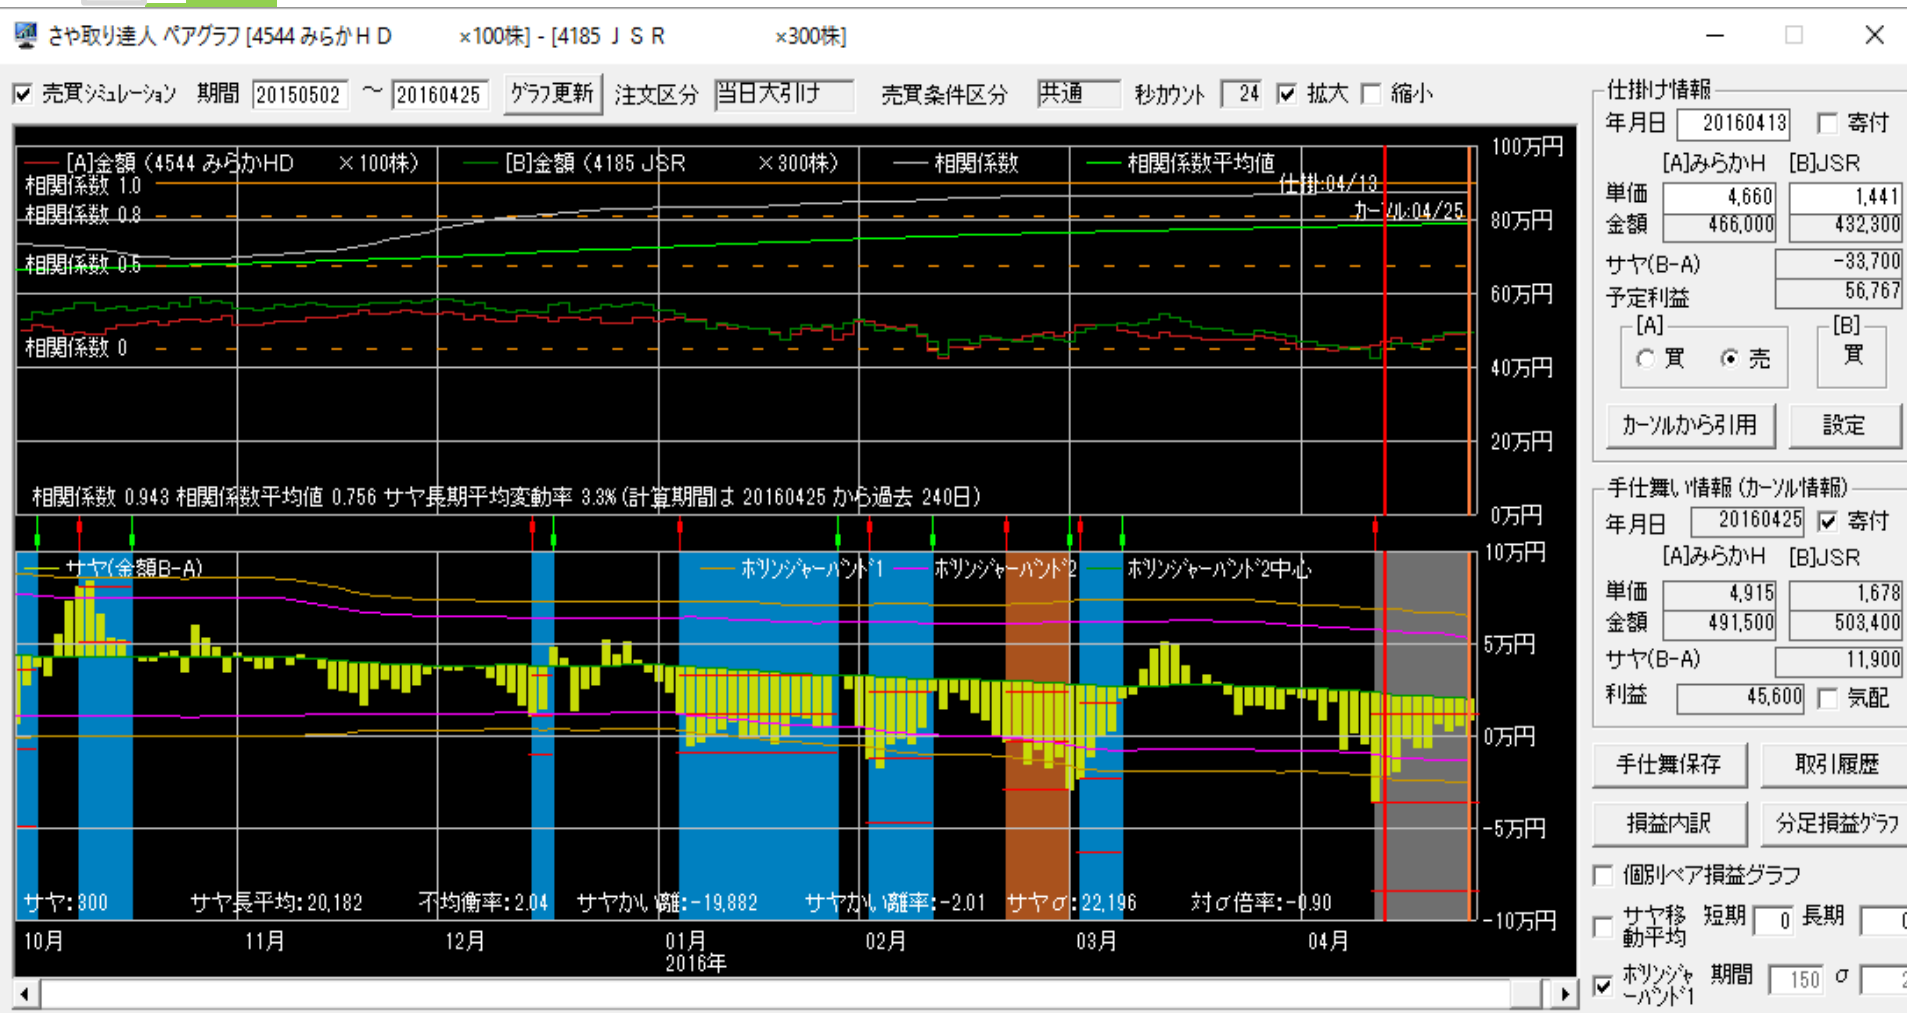 さや取り達人 ペアグラフ [4544 みらかＨＤ ×100株] - [4185 ＪＳＲ ×300株]
売買ｼﾐｭﾚｰｼｮﾝ 期間 20150502 ～ 20160425 ｸﾞﾗﾌ更新 注文区分 当日大引け 売買条件区分 共通 秒ｶｳﾝﾄ 24 拡大 縮小
[A]金額 (4544 みらかHD ×100株) [B]金額 (4185 JSR ×300株) 相関係数 相関係数平均値
100万円
相関係数 1.0
仕掛:04/13
相関係数 0.8
ｶｰｿﾙ:04/25
80万円
相関係数 0.6
60万円
相関係数 0
40万円
20万円
相関係数 0.943 相関係数平均値 0.756 サヤ長期平均変動率 3.3% (計算期間は 20160425 から過去 240日)
0万円
サヤ(金額B-A) ﾎﾞﾘﾝｼﾞｬｰﾊﾞﾝﾄﾞ1 ﾎﾞﾘﾝｼﾞｬｰﾊﾞﾝﾄﾞ2 ﾎﾞﾘﾝｼﾞｬｰﾊﾞﾝﾄﾞ2中心
10万円
5万円
0万円
-5万円
サヤ:300 サヤ長平均:20,182 不均衡率:2.04 サヤかい離:-19,882 サヤかい離率:-2.01 サヤσ:22,196 対σ倍率:-0.90
-10万円
10月 11月 12月 01月 02月 03月 04月
2016年
仕掛け情報
年月日 20160413 寄付
[A]みらかH [B]JSR
単価 4,660 1,441
金額 466,000 432,300
サヤ(B-A) -33,700
予定利益 56,767
[A] [B]
買 売 買
ｶｰｿﾙから引用 設定
手仕舞い情報 (ｶｰｿﾙ情報)
年月日 20160425 寄付
[A]みらかH [B]JSR
単価 4,915 1,678
金額 491,500 503,400
サヤ(B-A) 11,900
利益 45,600 気配
手仕舞保存 取引履歴
損益内訳 分足損益ｸﾞﾗﾌ
個別ペア損益グラフ
サヤ移動平均 短期 0 長期
ﾎﾞﾘﾝｼﾞｬｰﾊﾞﾝﾄﾞ1 期間 150 σ 2